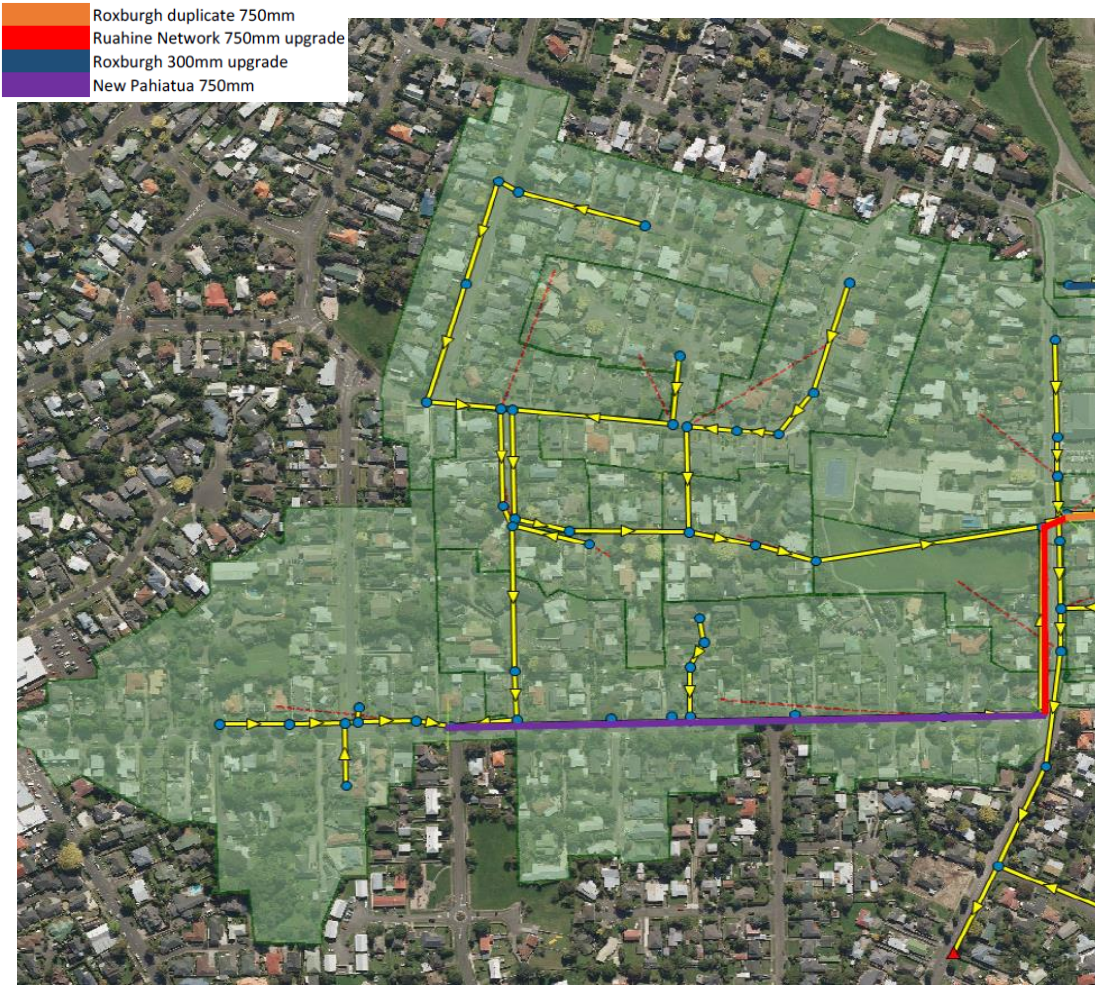 Roxburgh duplicate 750mm
Ruahine Network 750mm upgrade
Roxburgh 300mm upgrade
New Pahiatua 750mm